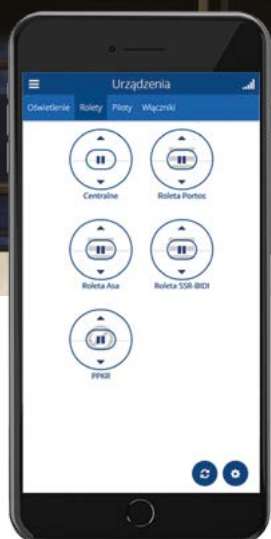 Urządzenia
Oświetlenie Rolety Piloty Włączniki
Centralne Roleta Portos
Roleta Asa Roleta SSR-BIDI
PPKR